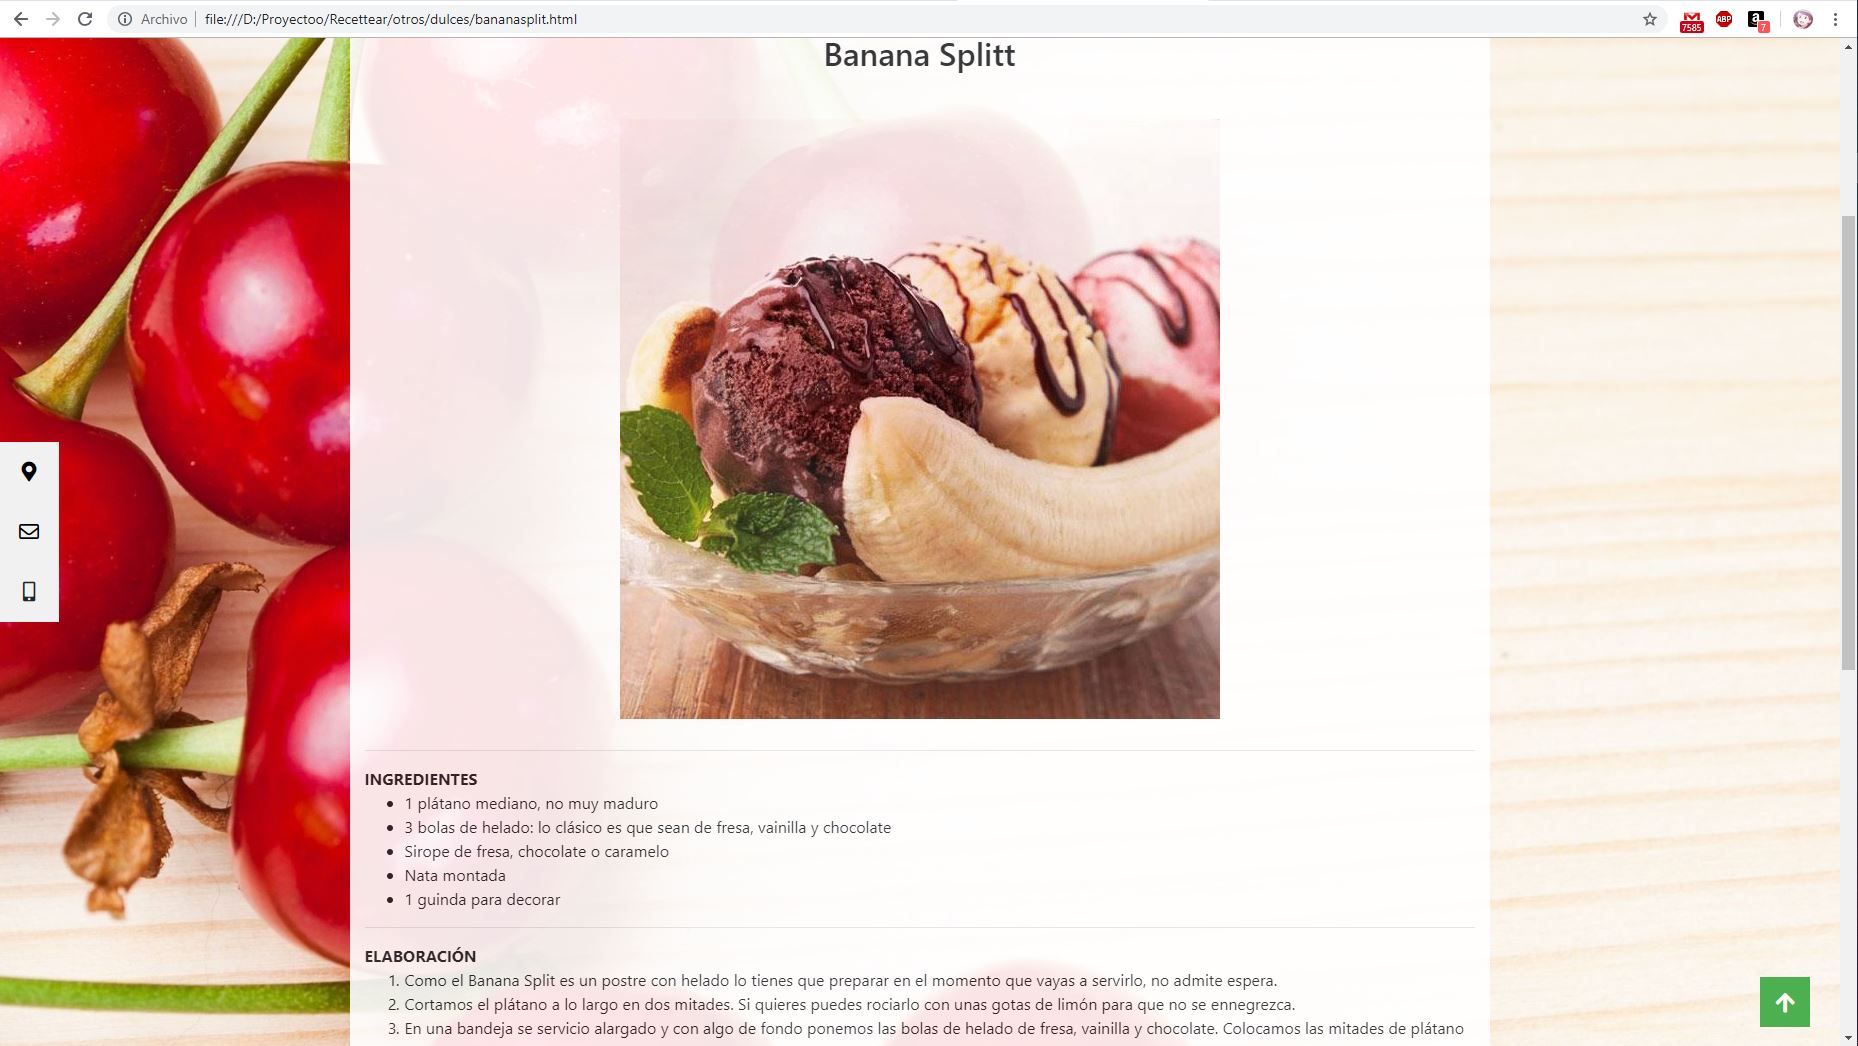 Archivo file:///D:/Proyectoo/Recettear/otros/dulces/bananasplit.html
7585 ABP a 7
Banana Splitt
INGREDIENTES
1 plátano mediano, no muy maduro
3 bolas de helado: lo clásico es que sean de fresa, vainilla y chocolate
Sirope de fresa, chocolate o caramelo
Nata montada
1 guinda para decorar
ELABORACIÓN
1. Como el Banana Split es un postre con helado lo tienes que preparar en el momento que vayas a servirlo, no admite espera.
2. Cortamos el plátano a lo largo en dos mitades. Si quieres puedes rociarlo con unas gotas de limón para que no se ennegrezca.
3. En una bandeja se servicio alargado y con algo de fondo ponemos las bolas de helado de fresa, vainilla y chocolate. Colocamos las mitades de plátano